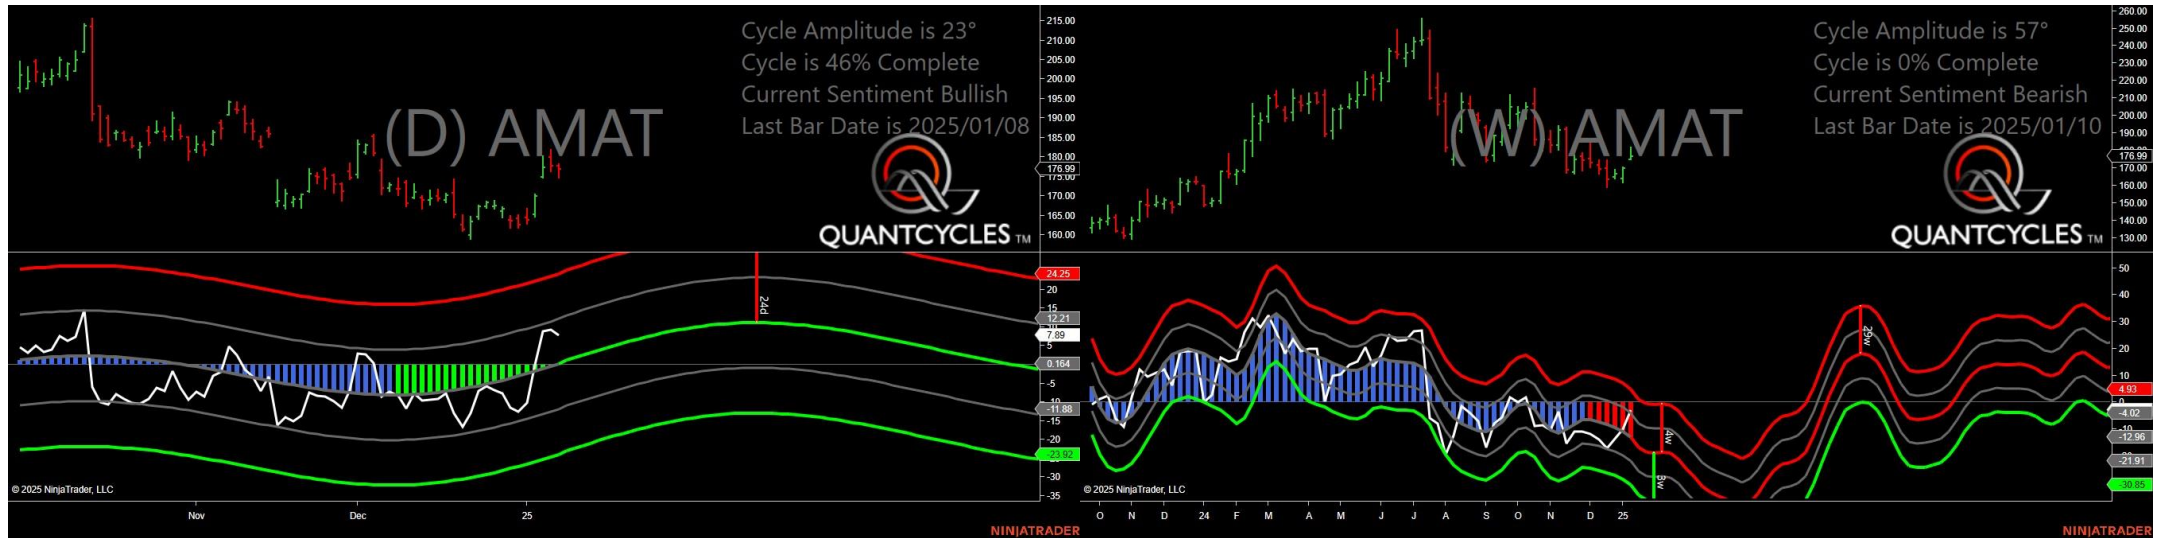 Cycle Amplitude is 23°
Cycle is 46% Complete
Current Sentiment Bullish
Last Bar Date is 2025/01/08
(D) AMAT
QUANTCYCLES TM
215.00
210.00
205.00
200.00
195.00
190.00
185.00
180.00
176.99
175.00
170.00
165.00
160.00
24d
24.25
20
15
12.21
7.89
5
0.164
-5
-11.88
-15
-20
-23.92
-30
-35
© 2025 NinjaTrader, LLC
Nov Dec 25
NINJATRADER
Cycle Amplitude is 57°
Cycle is 0% Complete
Current Sentiment Bearish
Last Bar Date is 2025/01/10
(W) AMAT
QUANTCYCLES TM
260.00
250.00
240.00
230.00
220.00
210.00
200.00
190.00
176.99
170.00
160.00
150.00
140.00
130.00
29w
4w
50
40
30
20
10
4.93
0
-4.02
-12.96
-21.91
-30.85
© 2025 NinjaTrader, LLC
O N D 24 F M A M J J A S O N D 25
NINJATRADER